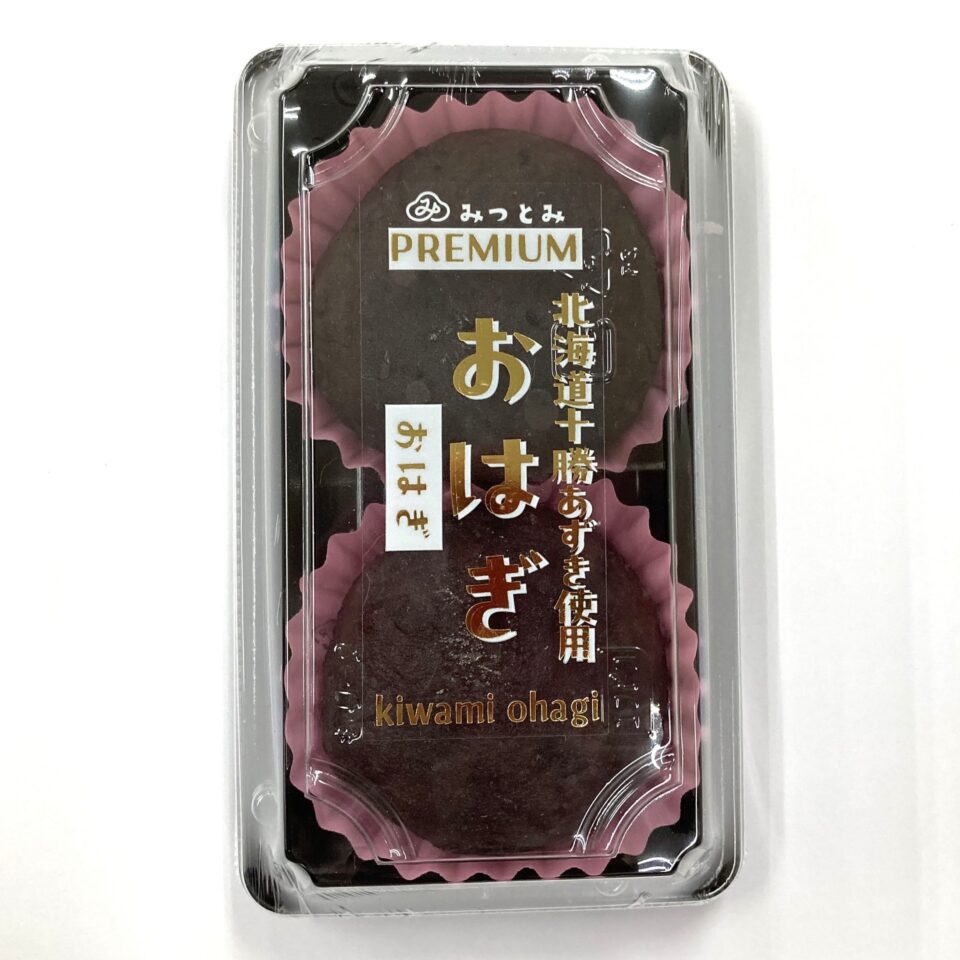 み みつとみ
PREMIUM
北海道十勝あずき使用
おはぎ
おはぎ
kiwami ohagi